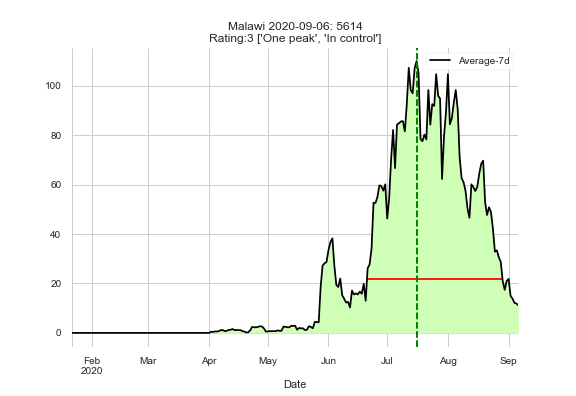 Malawi 2020-09-06: 5614
Rating:3 ['One peak', 'In control']
Average-7d
100
80
60
40
20
0
Feb
2020
Mar
Apr
May
Jun
Jul
Aug
Sep
Date